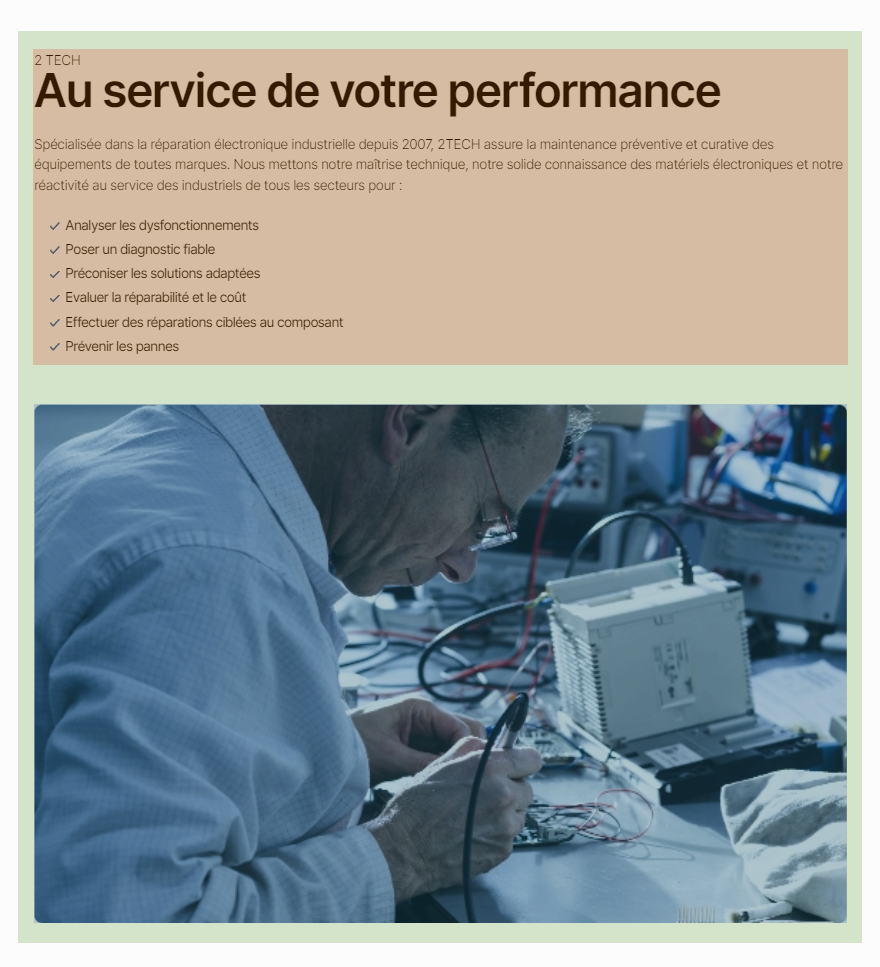 2 TECH
Au service de votre performance
Spécialisée dans la réparation électronique industrielle depuis 2007, 2TECH assure la maintenance préventive et curative des
équipements de toutes marques. Nous mettons notre maîtrise technique, notre solide connaissance des matériels électroniques et notre
réactivité au service des industriels de tous les secteurs pour :
Analyser les dysfonctionnements
Poser un diagnostic fiable
Préconiser les solutions adaptées
Evaluer la réparabilité et le coût
Effectuer des réparations ciblées au composant
Prévenir les pannes